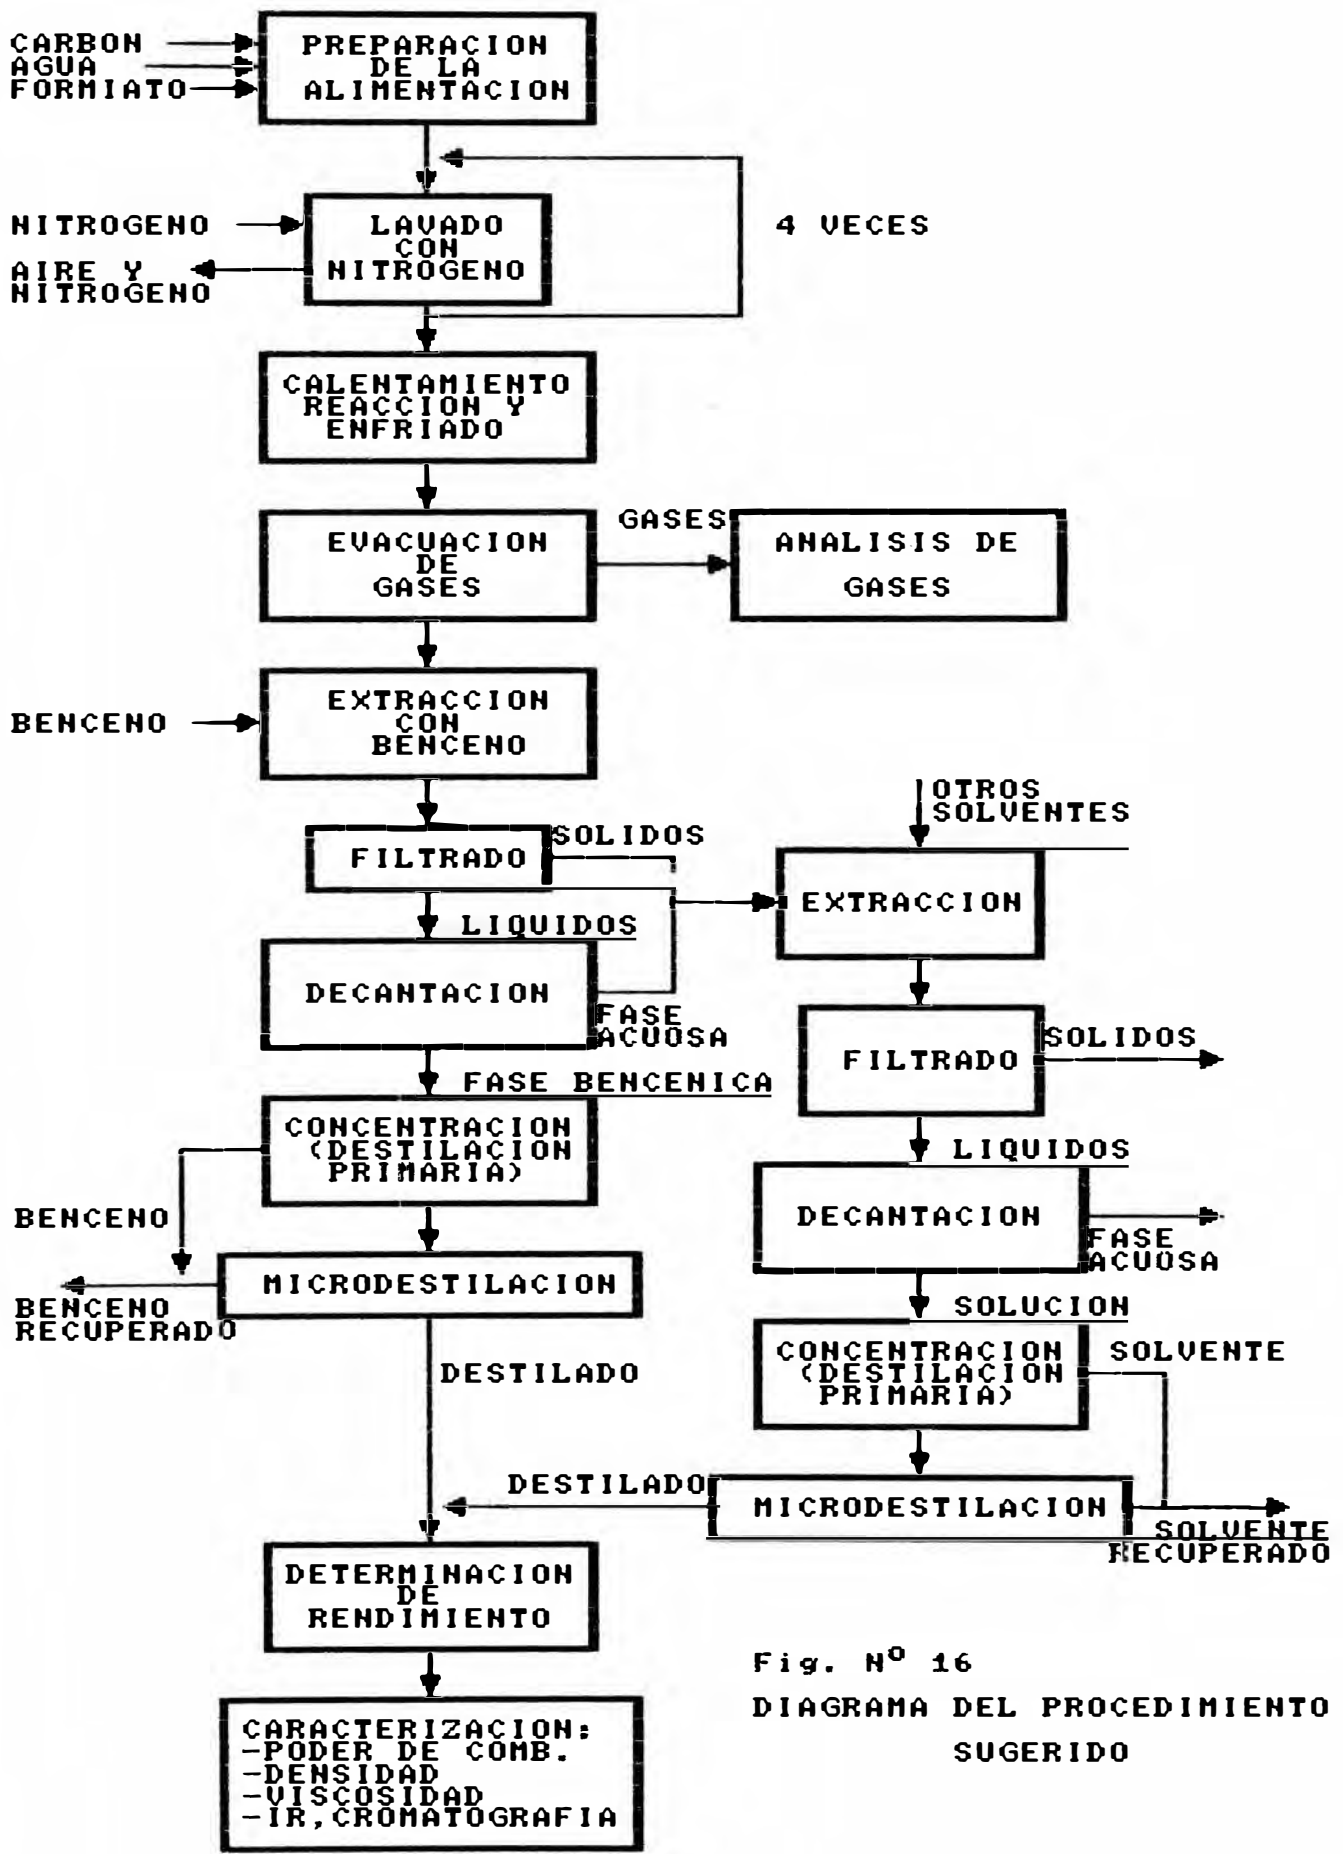 CARBON
AGUA
FORMIATO
PREPARACION
DE LA
ALIMENTACION
NITROGENO
AIRE Y
NITROGENO
LAVADO
CON
NITROGENO
4 VECES
CALENTAMIENTO
REACCION Y
ENFRIADO
EVACUACION
DE
GASES
GASES
ANALISIS DE
GASES
BENCENO
EXTRACCION
CON
BENCENO
FILTRADO
SOLIDOS
LIQUIDOS
DECANTACION
FASE
ACUOSA
FASE BENCENICA
CONCENTRACION
(DESTILACION
PRIMARIA)
BENCENO
MICRODESTILACION
BENCENO
RECUPERADO
DESTILADO
OTROS
SOLVENTES
EXTRACCION
FILTRADO
SOLIDOS
LIQUIDOS
DECANTACION
FASE
ACUOSA
SOLUCION
CONCENTRACION
(DESTILACION
PRIMARIA)
SOLVENTE
DESTILADO
MICRODESTILACION
SOLVENTE
RECUPERADO
DETERMINACION
DE
RENDIMIENTO
CARACTERIZACION:
-PODER DE COMB.
-DENSIDAD
-VISCOSIDAD
-IR,CROMATOGRAFIA
Fig. Nº 16
DIAGRAMA DEL PROCEDIMIENTO
SUGERIDO